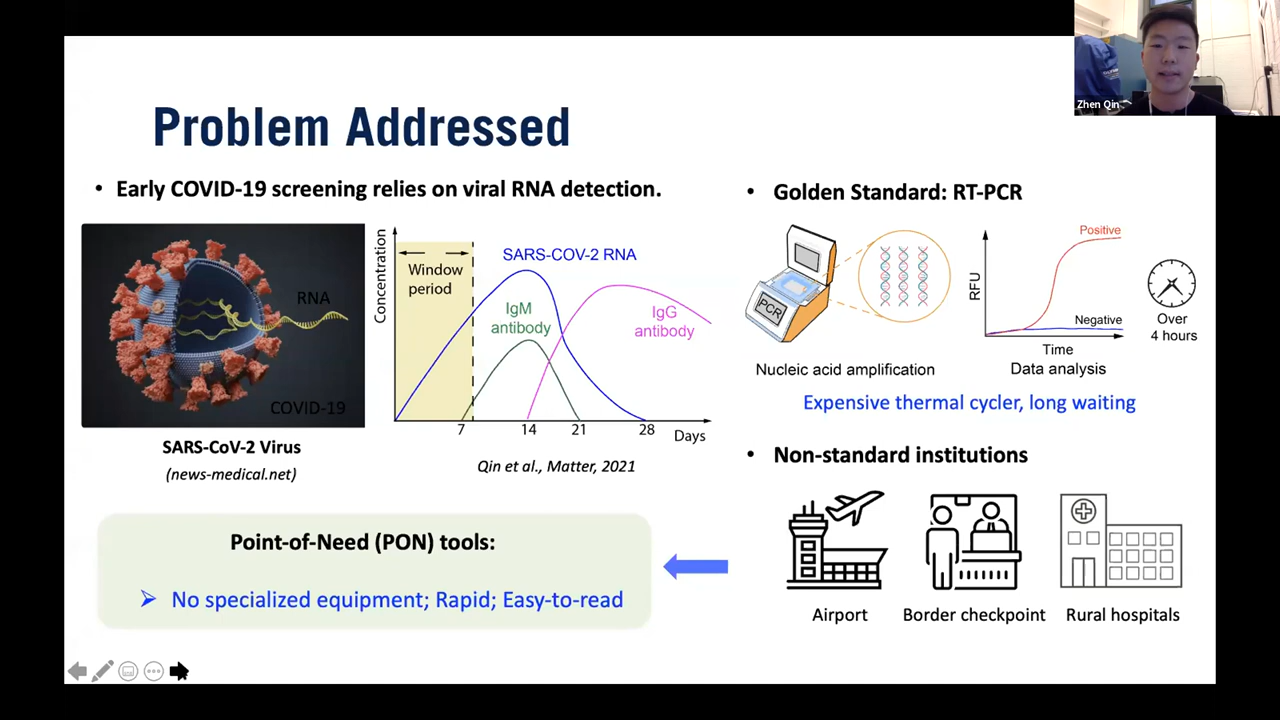 Zhen Qin
Problem Addressed
• Early COVID-19 screening relies on viral RNA detection.
RNA
COVID-19
SARS-CoV-2 Virus
(news-medical.net)
Concentration
Window
period
SARS-COV-2 RNA
IgM
antibody
IgG
antibody
7 14 21 28 Days
Qin et al., Matter, 2021
• Golden Standard: RT-PCR
PCR
Nucleic acid amplification
RFU
Positive
Negative
Time
Data analysis
Over
4 hours
Expensive thermal cycler, long waiting
• Non-standard institutions
Airport
Border checkpoint
Rural hospitals
Point-of-Need (PON) tools:
➢ No specialized equipment; Rapid; Easy-to-read